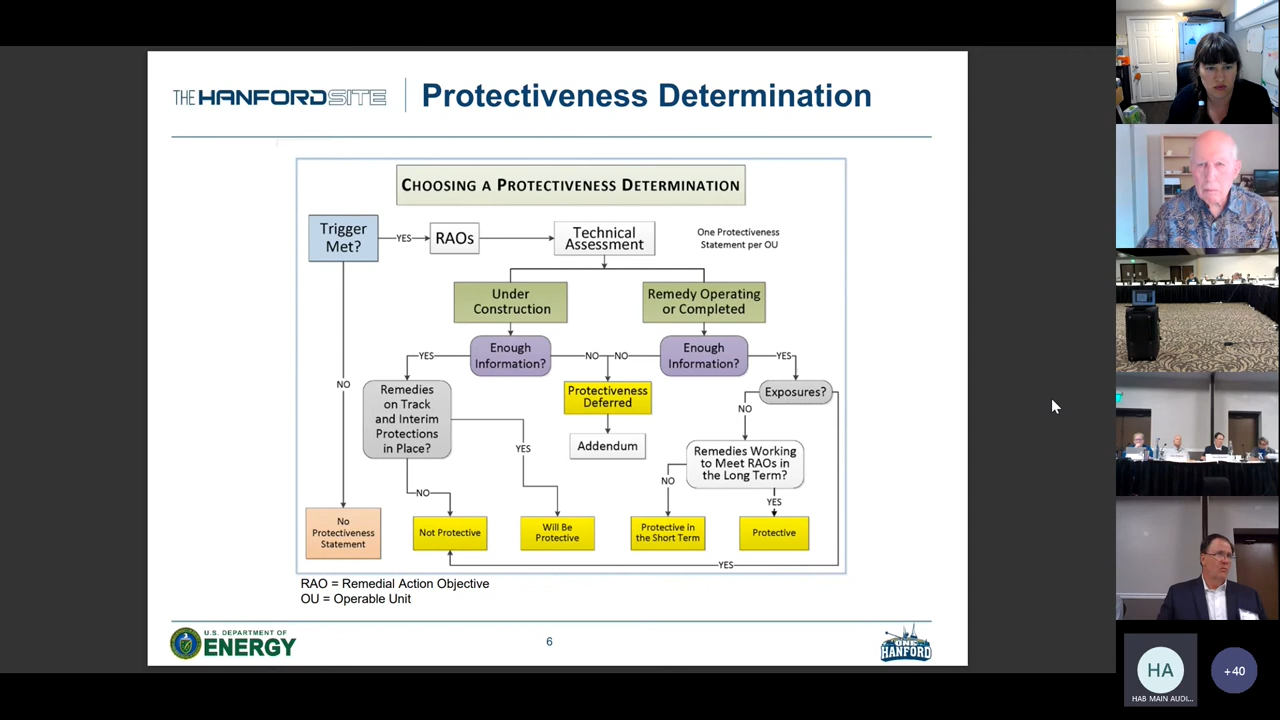 THE HANFORD SITE
Protectiveness Determination
CHOOSING A PROTECTIVENESS DETERMINATION
Trigger
Met?
YES
RAOs
Technical
Assessment
One Protectiveness
Statement per OU
Under
Construction
Remedy Operating
or Completed
YES
Enough
Information?
NO
NO
Enough
Information?
YES
NO
Remedies
on Track
and Interim
Protections
in Place?
Protectiveness
Deferred
Exposures?
NO
YES
Addendum
Remedies Working
to Meet RAOs in
the Long Term?
NO
NO
YES
No
Protectiveness
Statement
Not Protective
Will Be
Protective
Protective in
the Short Term
Protective
YES
RAO = Remedial Action Objective
OU = Operable Unit
U.S. DEPARTMENT OF
ENERGY
6
ONE
HANFORD
HA
HAB MAIN AUDI...
+40